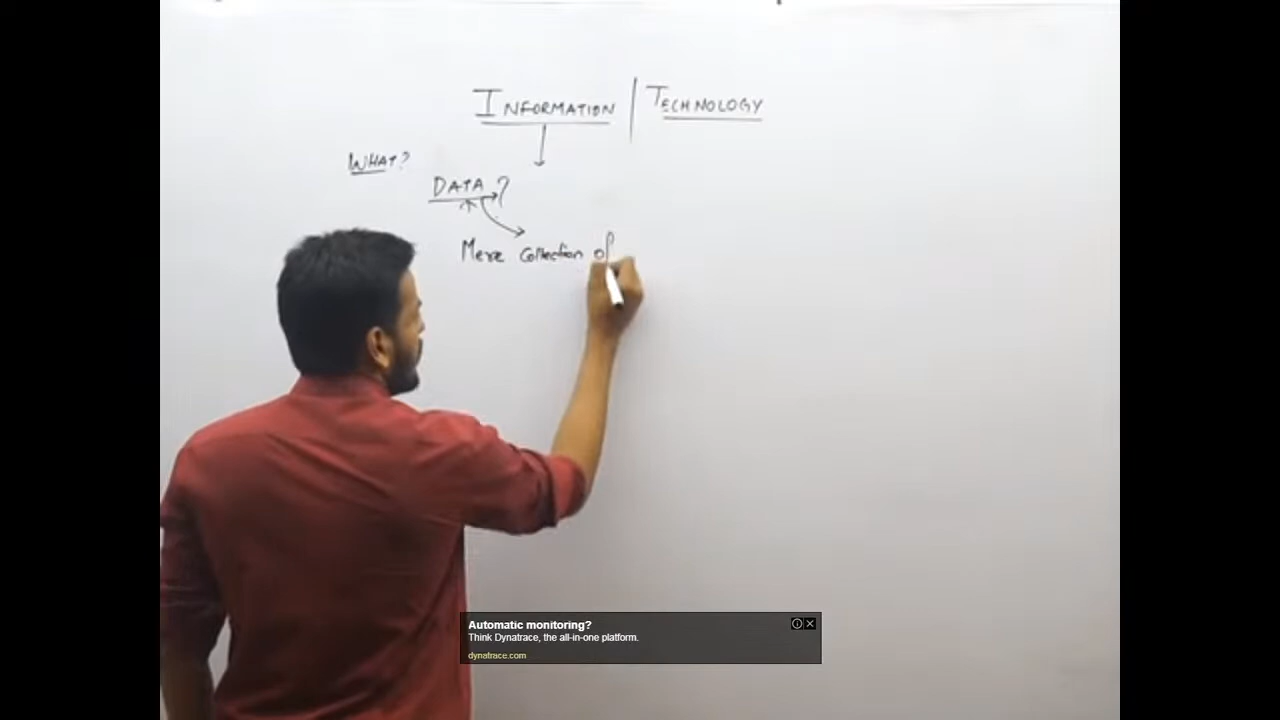 INFORMATION | TECHNOLOGY
WHAT?
DATA ?
Mere Collection of
Automatic monitoring?
Think Dynatrace, the all-in-one platform.
dynatrace.com